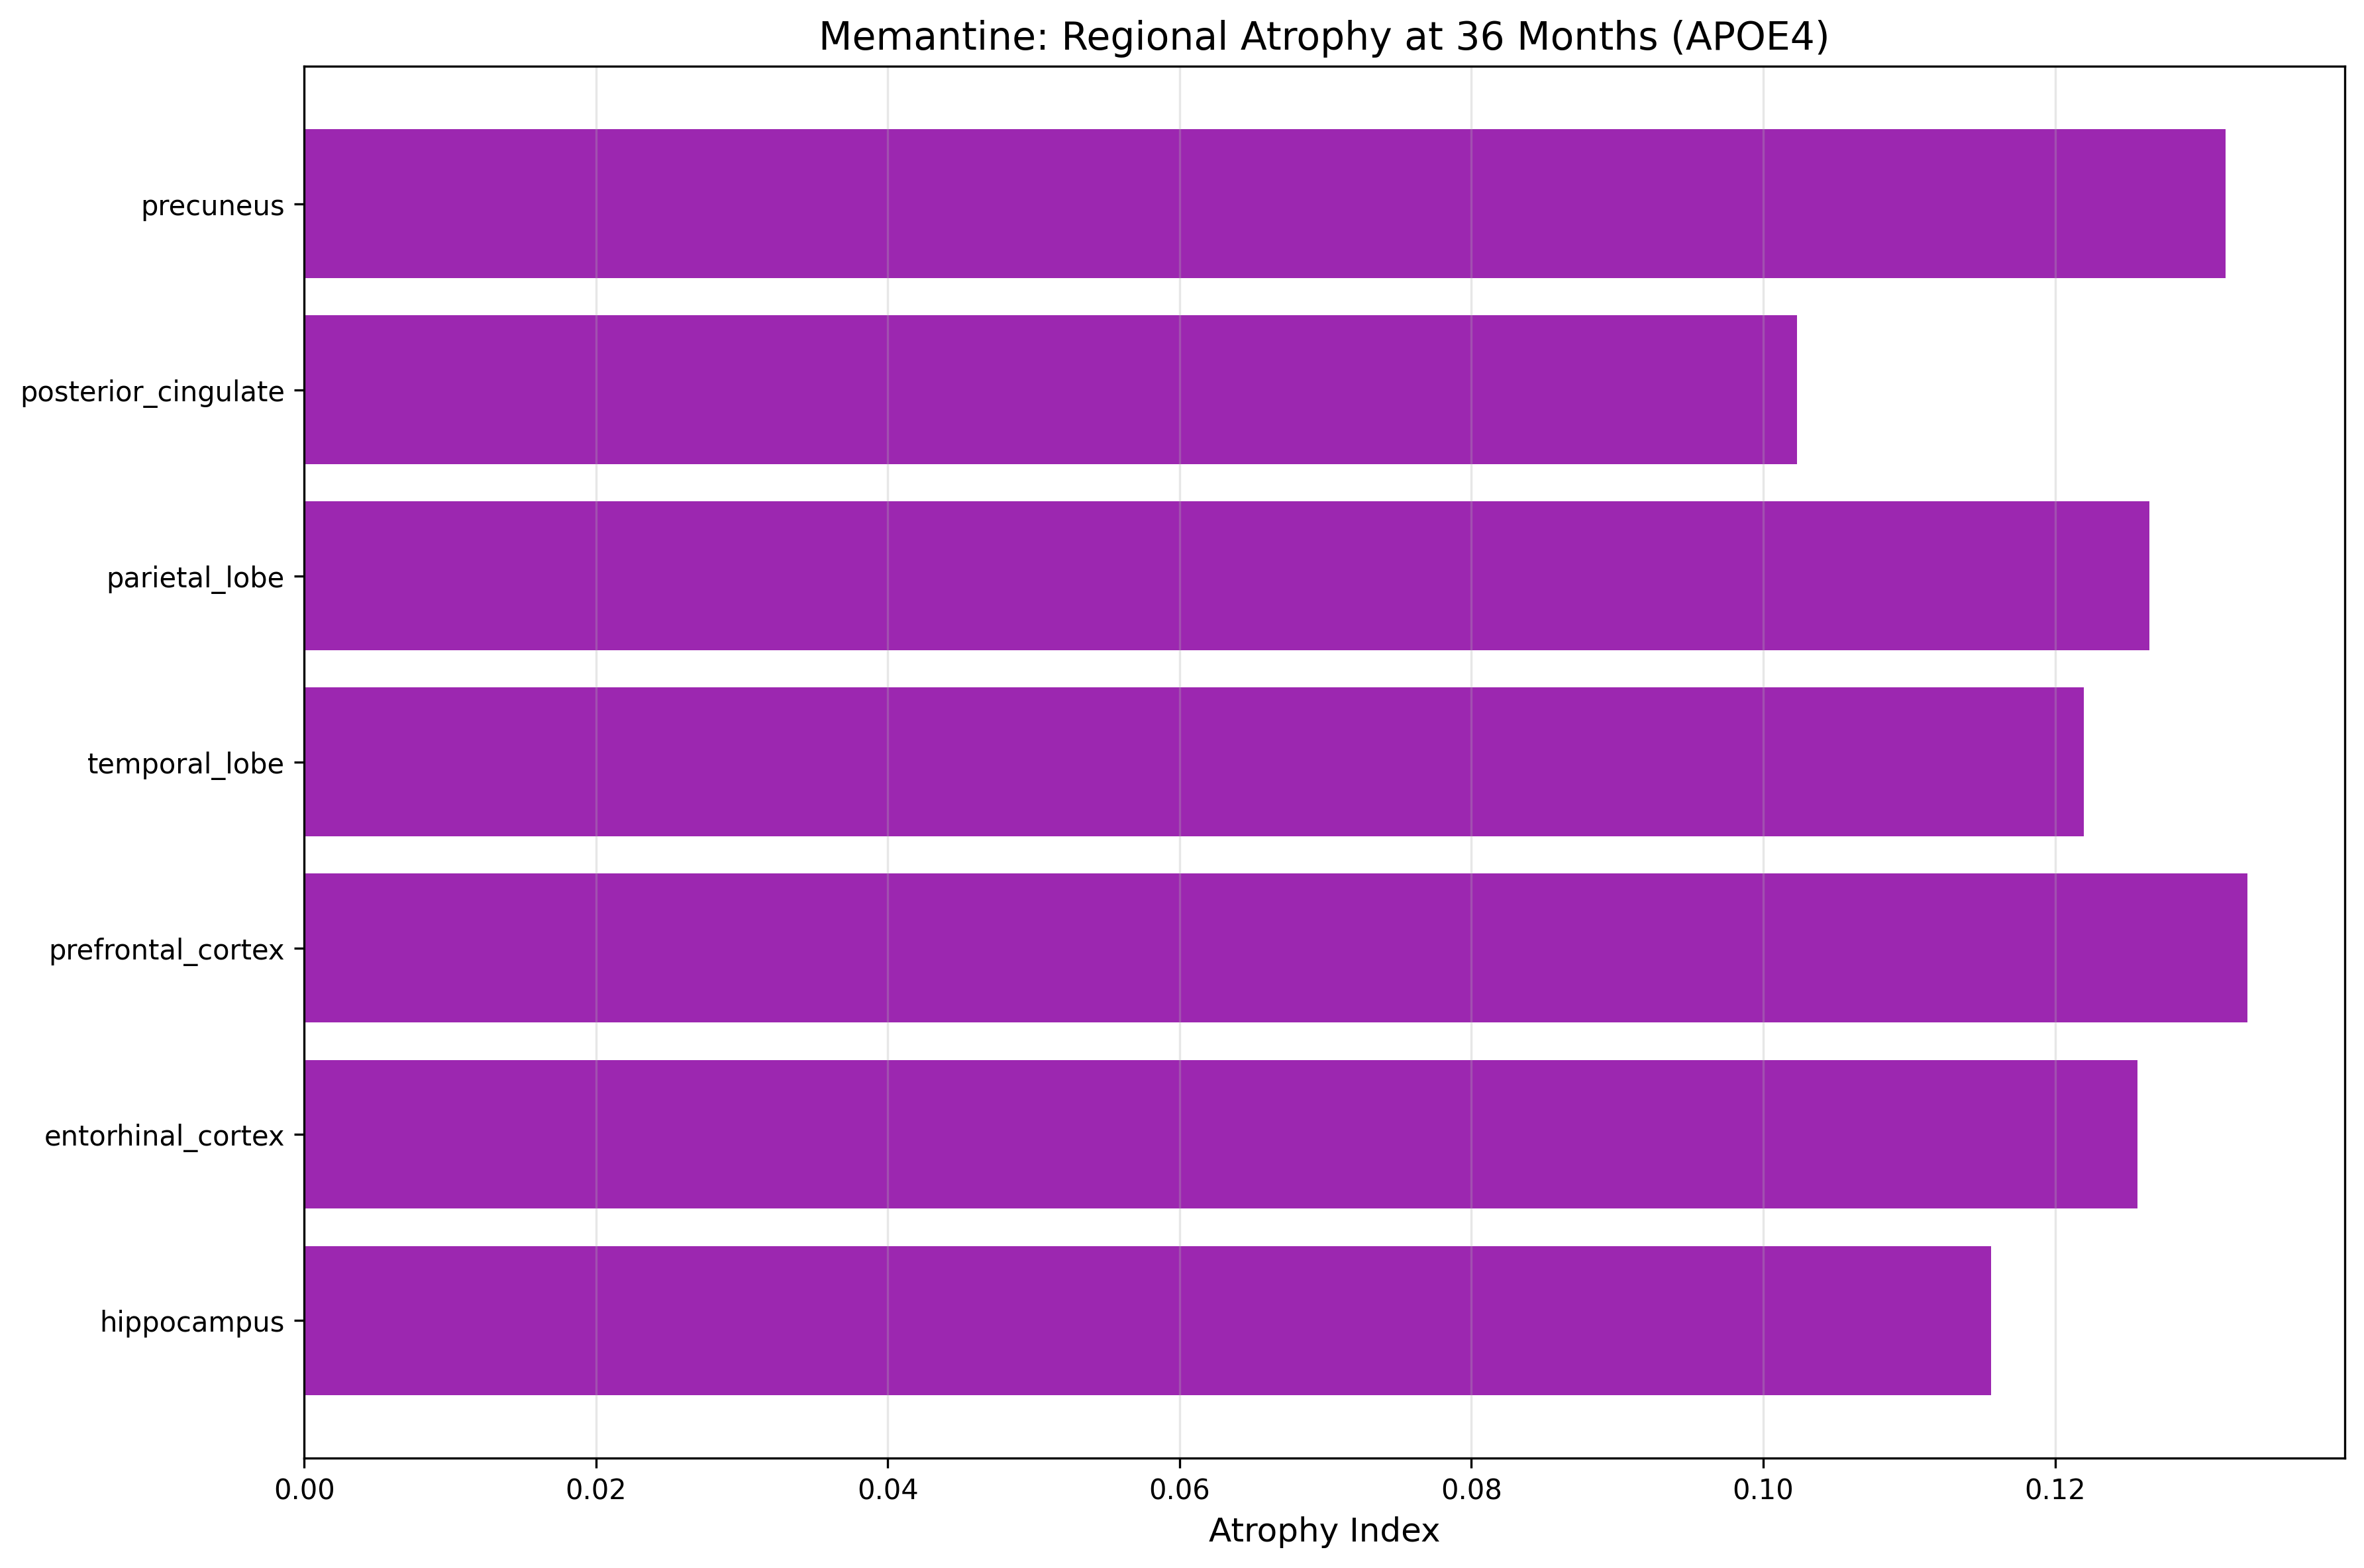 Memantine: Regional Atrophy at 36 Months (APOE4)
precuneus
posterior_cingulate
parietal_lobe
temporal_lobe
prefrontal_cortex
entorhinal_cortex
hippocampus
0.00 0.02 0.04 0.06 0.08 0.10 0.12
Atrophy Index